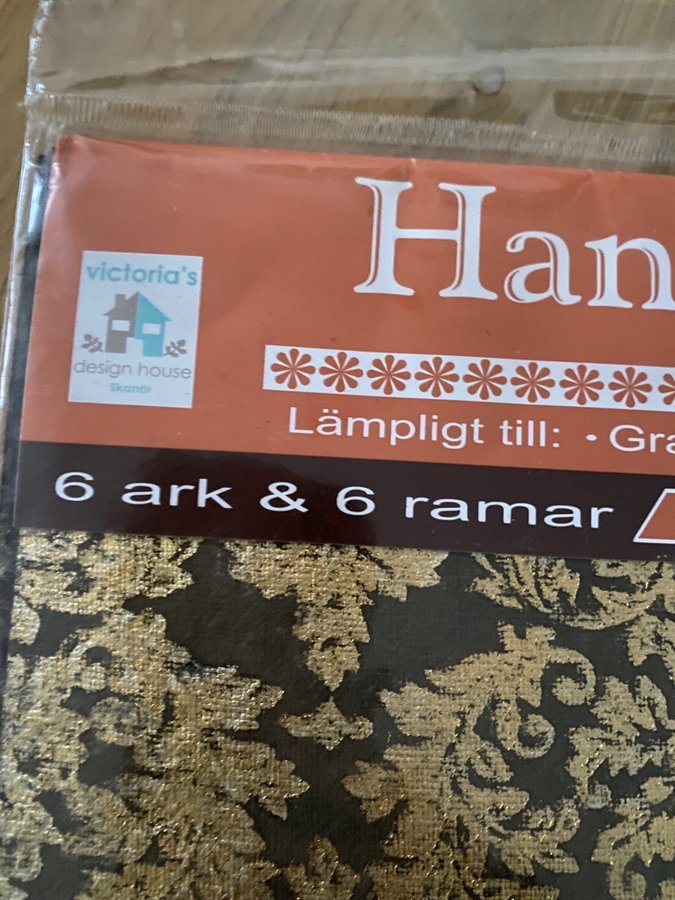 Han
victoria's
design house
Skanör
Lämpligt till: • Gra
6 ark & 6 ramar